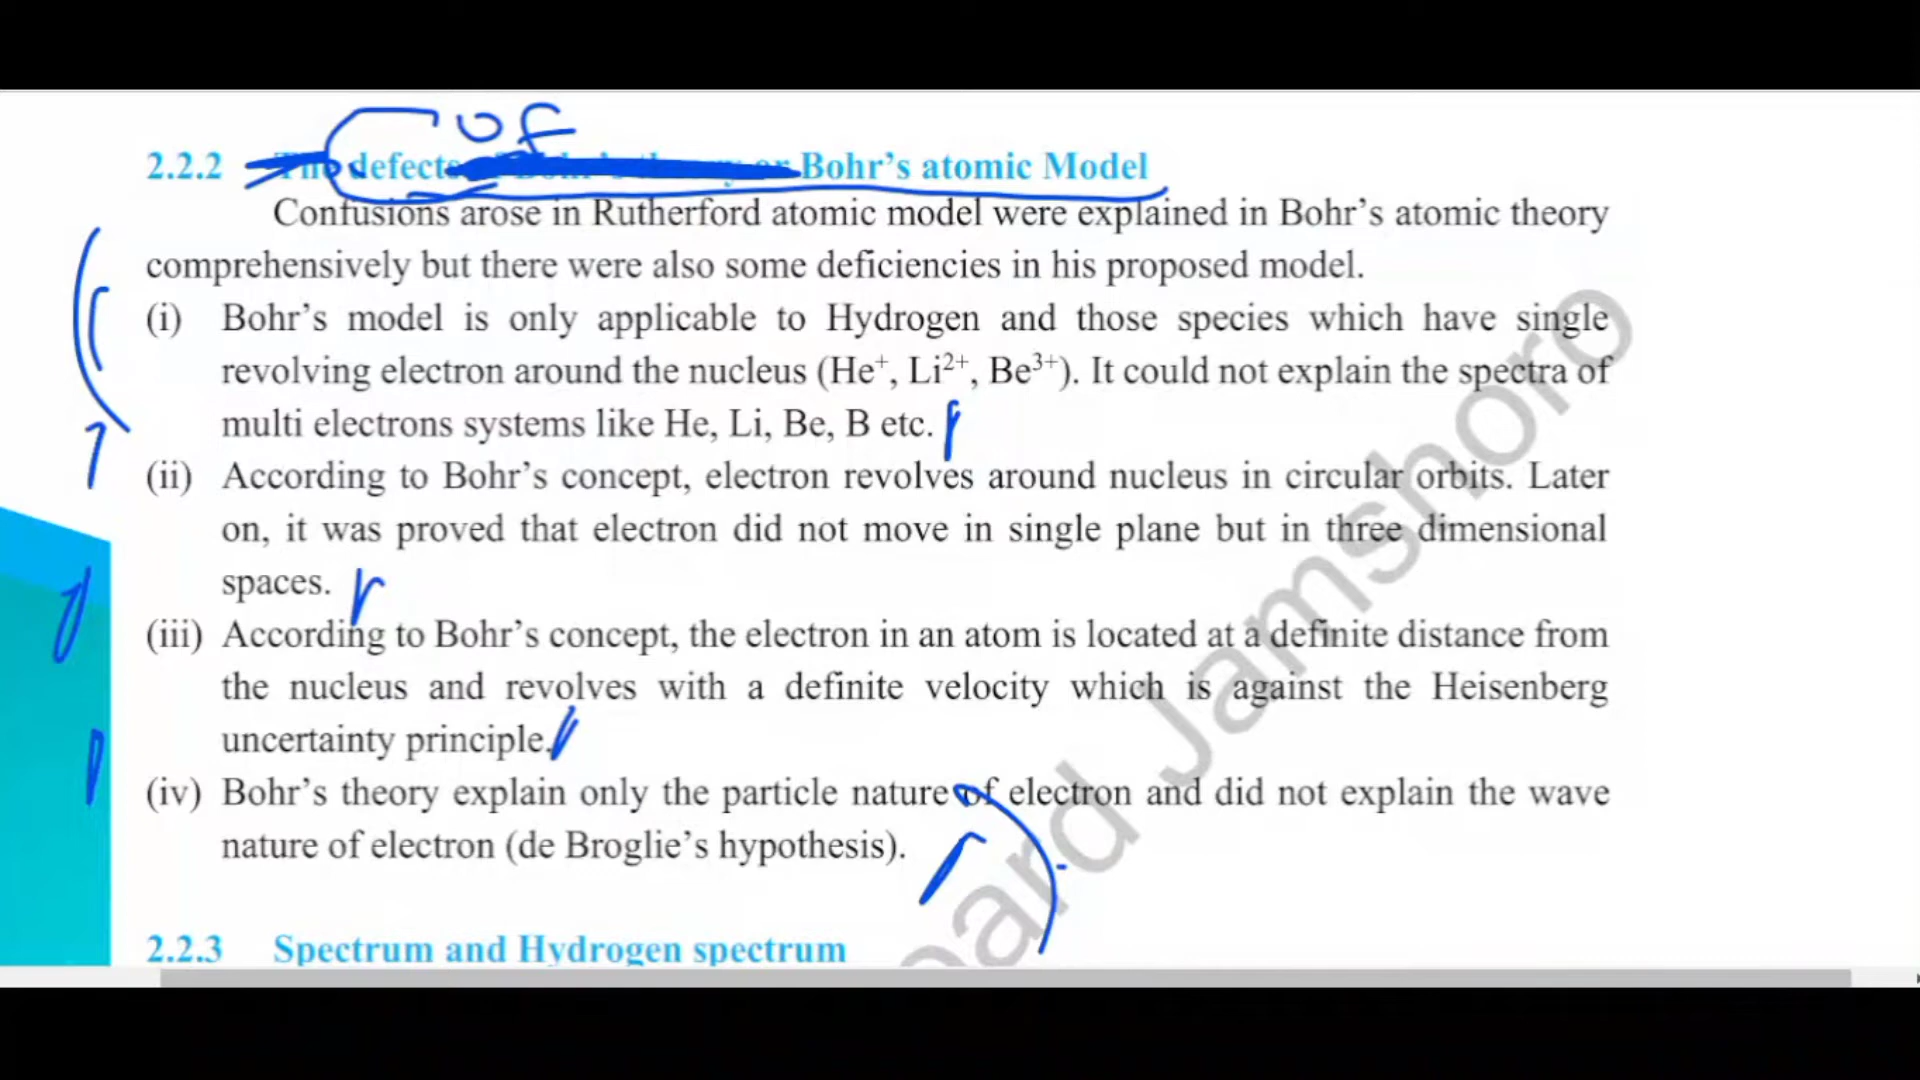 of
2.2.2 The defects of Bohr's theory or Bohr's atomic Model
Confusions arose in Rutherford atomic model were explained in Bohr's atomic theory
comprehensively but there were also some deficiencies in his proposed model.
(i) Bohr's model is only applicable to Hydrogen and those species which have single
revolving electron around the nucleus (He⁺, Li²⁺, Be³⁺). It could not explain the spectra of
multi electrons systems like He, Li, Be, B etc.
(ii) According to Bohr's concept, electron revolves around nucleus in circular orbits. Later
on, it was proved that electron did not move in single plane but in three dimensional
spaces.
(iii) According to Bohr's concept, the electron in an atom is located at a definite distance from
the nucleus and revolves with a definite velocity which is against the Heisenberg
uncertainty principle.
(iv) Bohr's theory explain only the particle nature of electron and did not explain the wave
nature of electron (de Broglie's hypothesis).
2.2.3 Spectrum and Hydrogen spectrum
Jamshoro